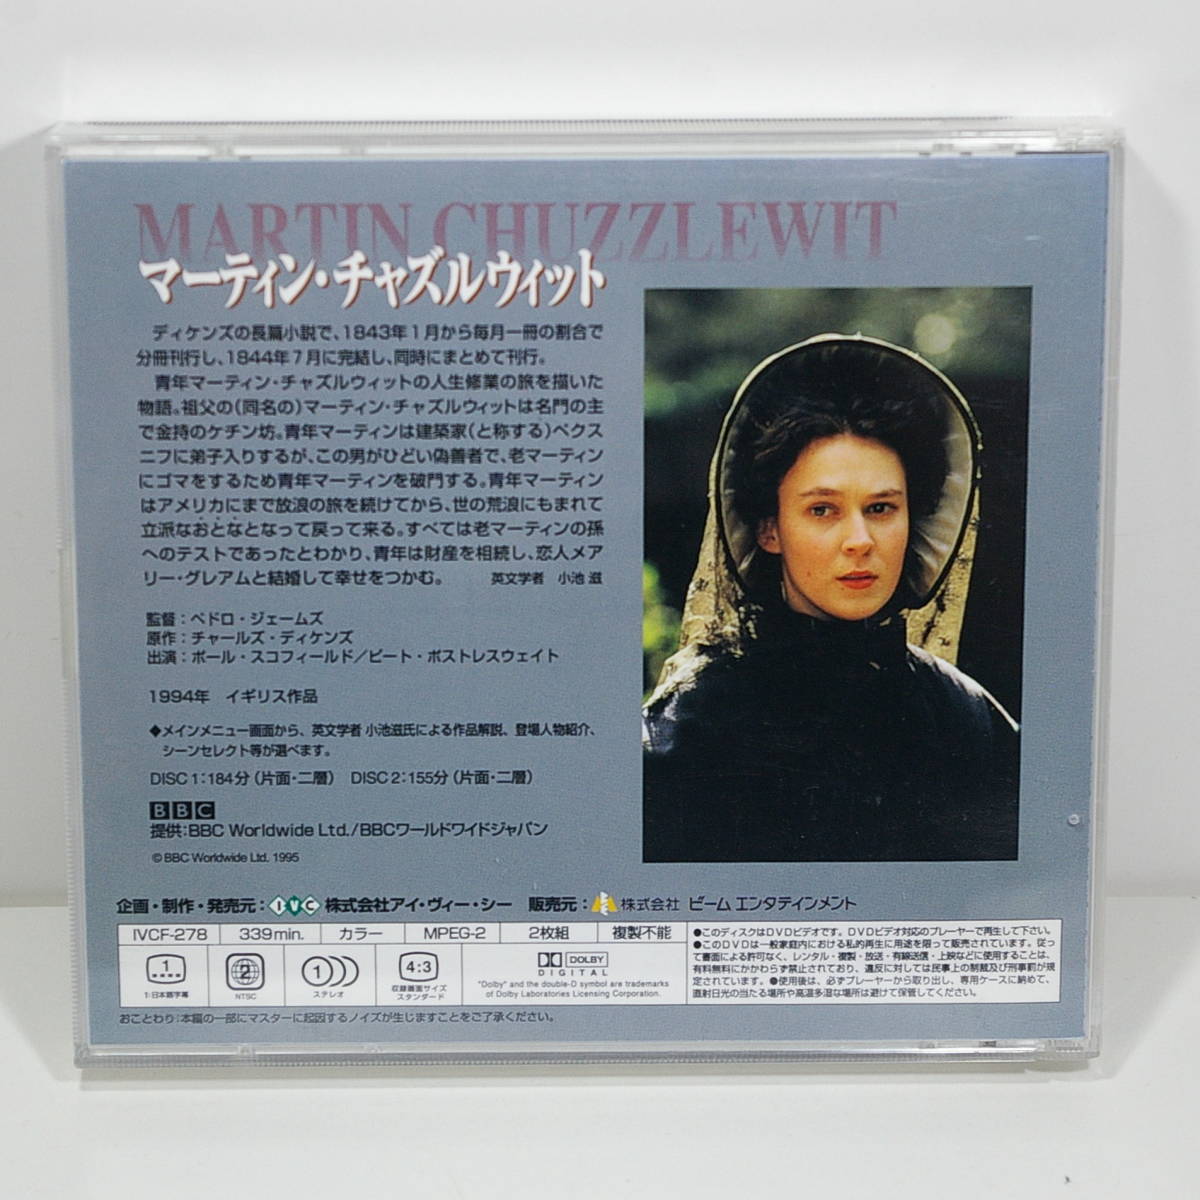 MARTIN CHUZZLEWIT
マーティン・チャズルウィット
ディケンズの長篇小説で、1843年1月から毎月一冊の割合で
分冊刊行し、1844年7月に完結し、同時にまとめて刊行。
青年マーティン・チャズルウィットの人生修業の旅を描いた
物語。祖父の(同名の)マーティン・チャズルウィットは名門の主
で金持のケチン坊。青年マーティンは建築家(と称する)ペクス
ニフに弟子入りするが、この男がひどい偽善者で、老マーティン
にゴマをするため青年マーティンを破門する。青年マーティン
はアメリカにまで放浪の旅を続けてから、世の荒浪にもまれて
立派なおとなとなって戻って来る。すべては老マーティンの孫
へのテストであったとわかり、青年は財産を相続し、恋人メア
リー・グレアムと結婚して幸せをつかむ。 英文学者 小池 滋
監督：ペドロ・ジェームズ
原作：チャールズ・ディケンズ
出演：ポール・スコフィールド／ピート・ポストレスウェイト
1994年 イギリス作品
◆メインメニュー画面から、英文学者 小池滋氏による作品解説、登場人物紹介、
シーンセレクト等が選べます。
DISC 1：184分（片面・二層） DISC 2：155分（片面・二層）
BBC
提供：BBC Worldwide Ltd./BBCワールドワイドジャパン
© BBC Worldwide Ltd. 1995
企画・制作・発売元： IVC 株式会社アイ・ヴィー・シー 販売元： 株式会社 ビーム エンタテインメント
IVCF-278 339min. カラー MPEG-2 2枚組 複製不能
1 2 1 4:3 DOLBY
DIGITAL
1:日本語字幕 NTSC ステレオ 収録画面サイズ
スタンダード
"Dolby" and the double-D symbol are trademarks
of Dolby Laboratories Licensing Corporation.
●このディスクはDVDビデオです。DVDビデオ対応のプレーヤーで再生して下さい。
●このDVDは一般家庭内における私的再生に用途を限って販売されています。従っ
て書面による許可なく、レンタル・複製・放送・有線送信・上映などに使用することは、
有料無料にかかわらず禁止されており、違反に対しては民事上の制裁及び刑事罰が規
定されています。●使用後は、必ずプレーヤーから取り出し、専用ケースに納めて、
直射日光の当たる場所や高温多湿な場所は避けて保管してください。
おことわり：本篇の一部にマスターに起因するノイズが生じますことをご了承ください。